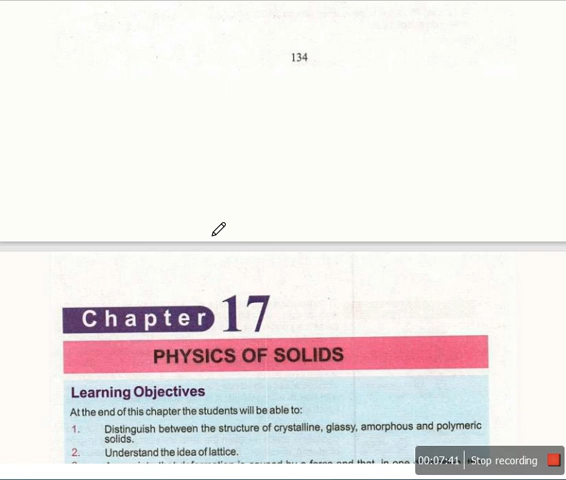 134
Chapter 17
PHYSICS OF SOLIDS
Learning Objectives
At the end of this chapter the students will be able to:
1. Distinguish between the structure of crystalline, glassy, amorphous and polymeric
solids.
2. Understand the idea of lattice.
00:07:41 Stop recording